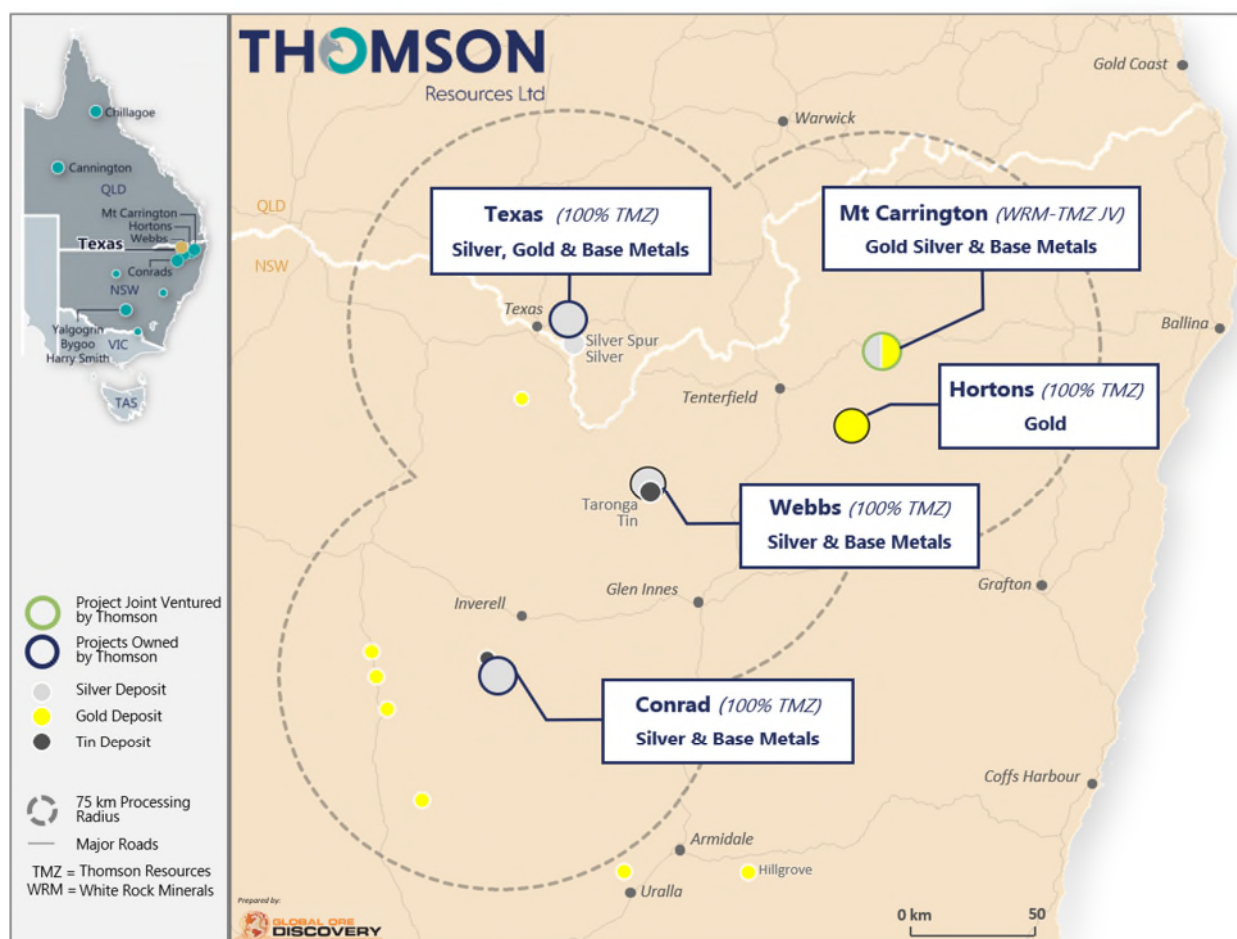 THOMSON
Resources Ltd
Chillagoe
Cannington
QLD
Mt Carrington
Hortons
Webbs
Texas
Conrads
NSW
Yalgogrin
Bygoo
Harry Smith
VIC
TAS
Project Joint Ventured
by Thomson
Projects Owned
by Thomson
Silver Deposit
Gold Deposit
Tin Deposit
75 km Processing
Radius
Major Roads
TMZ = Thomson Resources
WRM = White Rock Minerals
Gold Coast
Warwick
QLD
NSW
Texas (100% TMZ)
Silver, Gold & Base Metals
Mt Carrington (WRM-TMZ JV)
Gold Silver & Base Metals
Texas
Silver Spur
Silver
Ballina
Tenterfield
Hortons (100% TMZ)
Gold
Taronga
Tin
Webbs (100% TMZ)
Silver & Base Metals
Glen Innes
Grafton
Inverell
Conrad (100% TMZ)
Silver & Base Metals
Coffs Harbour
Armidale
Hillgrove
Uralla
Prepared by:
GLOBAL ORE
DISCOVERY
0 km 50